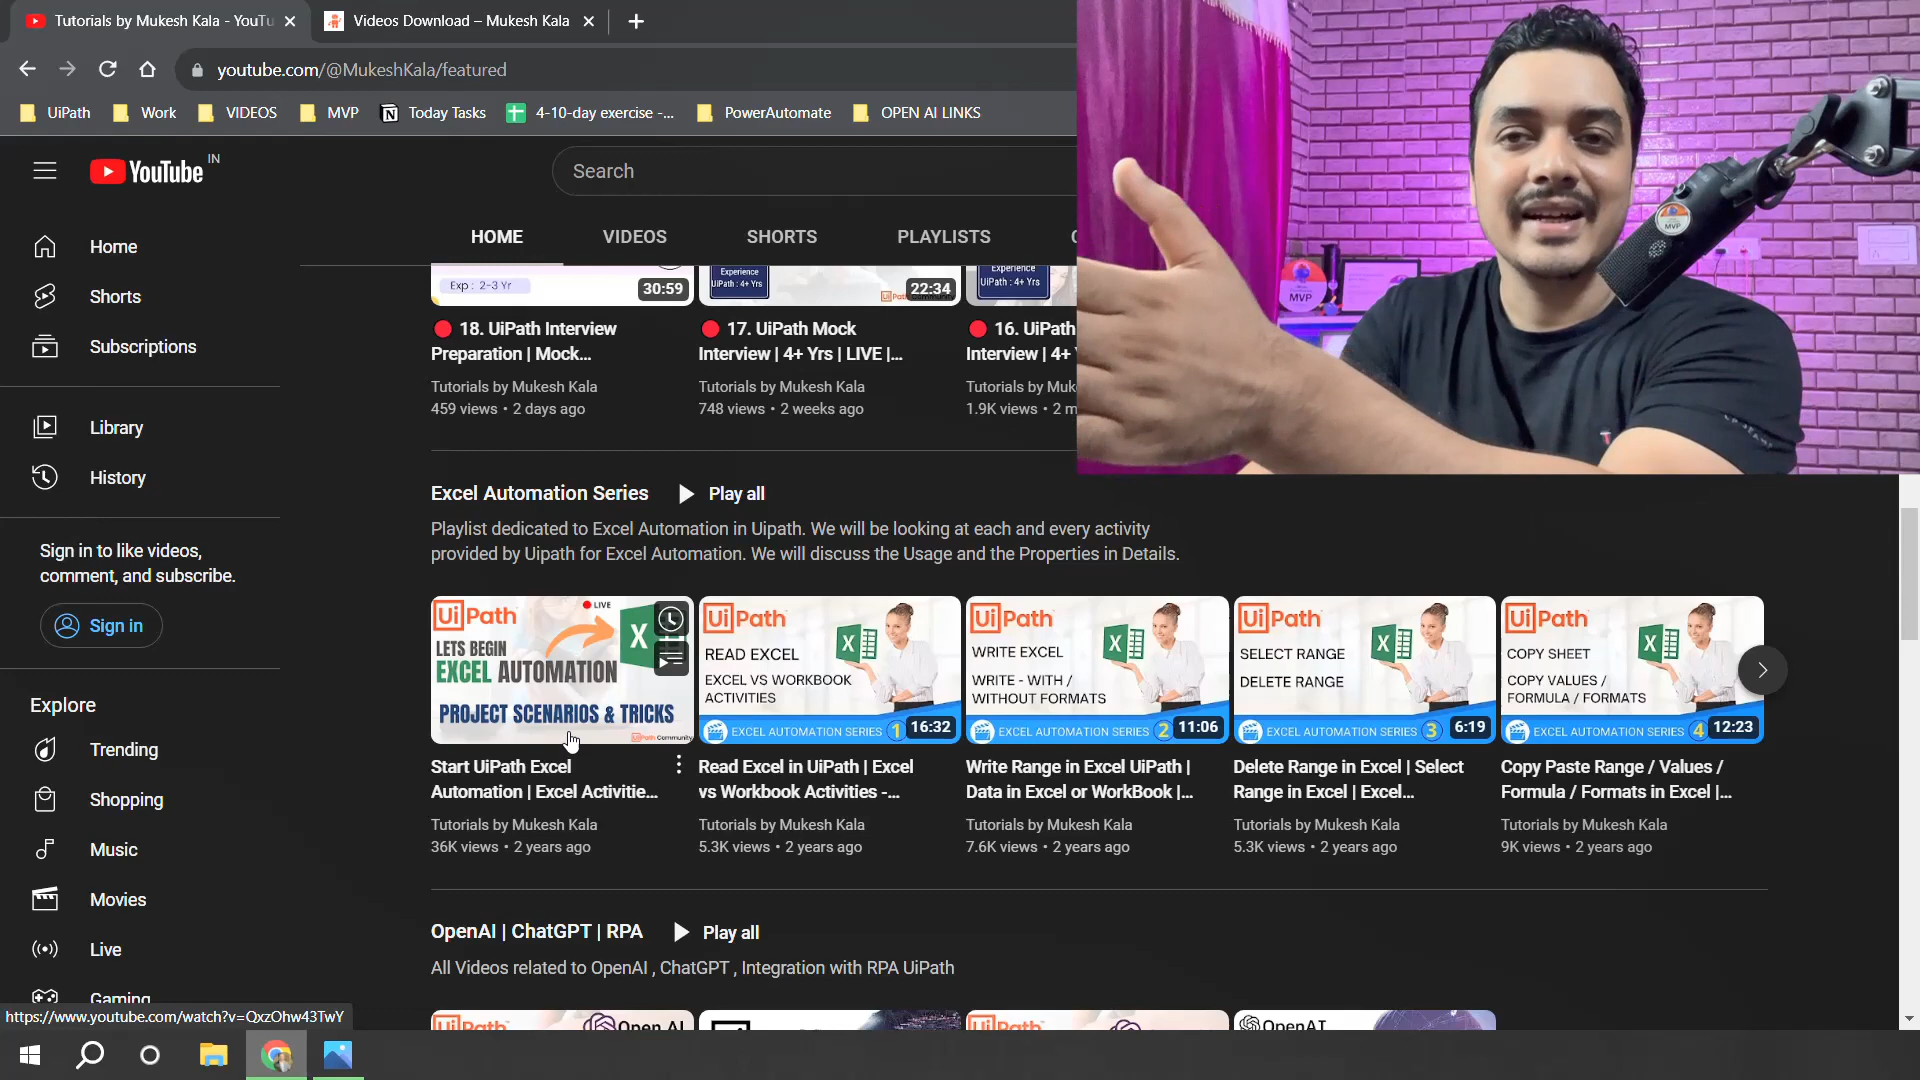 Tutorials by Mukesh Kala - YouTu
Videos Download – Mukesh Kala
youtube.com/@MukeshKala/featured
UiPath
Work
VIDEOS
MVP
Today Tasks
4-10-day exercise -...
PowerAutomate
OPEN AI LINKS
YouTube IN
Search
HOME
VIDEOS
SHORTS
PLAYLISTS
Home
Shorts
Subscriptions
Library
History
Sign in to like videos,
comment, and subscribe.
Sign in
Explore
Trending
Shopping
Music
Movies
Live
Gaming
Exp : 2-3 Yr
30:59
18. UiPath Interview
Preparation | Mock...
Tutorials by Mukesh Kala
459 views • 2 days ago
Experience
UiPath : 4+ Yrs
22:34
17. UiPath Mock
Interview | 4+ Yrs | LIVE |...
Tutorials by Mukesh Kala
748 views • 2 weeks ago
Experience
UiPath : 4+ Yrs
16. UiPath
Interview | 4+
Tutorials by Muk
1.9K views • 2 m
MVP
MVP
Excel Automation Series
Play all
Playlist dedicated to Excel Automation in Uipath. We will be looking at each and every activity
provided by Uipath for Excel Automation. We will discuss the Usage and the Properties in Details.
UiPath
LIVE
LETS BEGIN
EXCEL AUTOMATION
PROJECT SCENARIOS & TRICKS
UiPath Community
Start UiPath Excel
Automation | Excel Activitie...
Tutorials by Mukesh Kala
36K views • 2 years ago
UiPath
READ EXCEL
EXCEL VS WORKBOOK
ACTIVITIES
EXCEL AUTOMATION SERIES 1
16:32
Read Excel in UiPath | Excel
vs Workbook Activities -...
Tutorials by Mukesh Kala
5.3K views • 2 years ago
UiPath
WRITE EXCEL
WRITE - WITH /
WITHOUT FORMATS
EXCEL AUTOMATION SERIES 2
11:06
Write Range in Excel UiPath |
Data in Excel or WorkBook |...
Tutorials by Mukesh Kala
7.6K views • 2 years ago
UiPath
SELECT RANGE
DELETE RANGE
EXCEL AUTOMATION SERIES 3
6:19
Delete Range in Excel | Select
Range in Excel | Excel...
Tutorials by Mukesh Kala
5.3K views • 2 years ago
UiPath
COPY SHEET
COPY VALUES /
FORMULA / FORMATS
EXCEL AUTOMATION SERIES 4
12:23
Copy Paste Range / Values /
Formula / Formats in Excel |...
Tutorials by Mukesh Kala
9K views • 2 years ago
OpenAI | ChatGPT | RPA
Play all
All Videos related to OpenAI , ChatGPT , Integration with RPA UiPath
UiPath
Open AI
UiPath
OpenAI
https://www.youtube.com/watch?v=QxzOhw43TwY